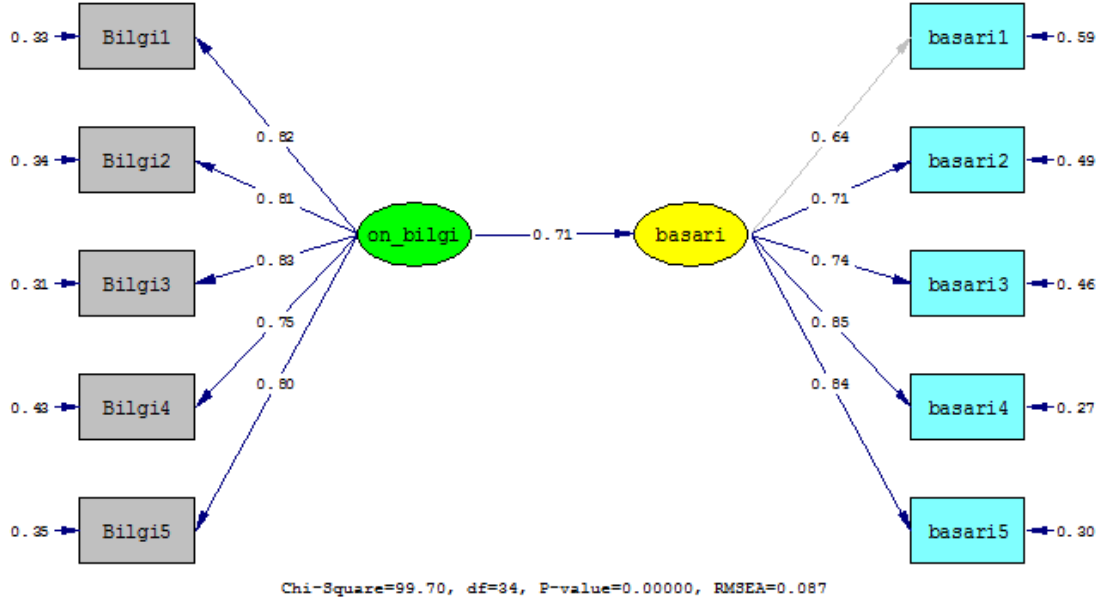 0.33 Bilgi1 0.82 0.64 basari1 0.59
0.34 Bilgi2 0.81 0.71 basari2 0.49
on_bilgi 0.71 basari
0.31 Bilgi3 0.83 0.74 basari3 0.46
0.43 Bilgi4 0.75 0.85 basari4 0.27
0.35 Bilgi5 0.80 0.84 basari5 0.30
Chi-Square=99.70, df=34, P-value=0.00000, RMSEA=0.087